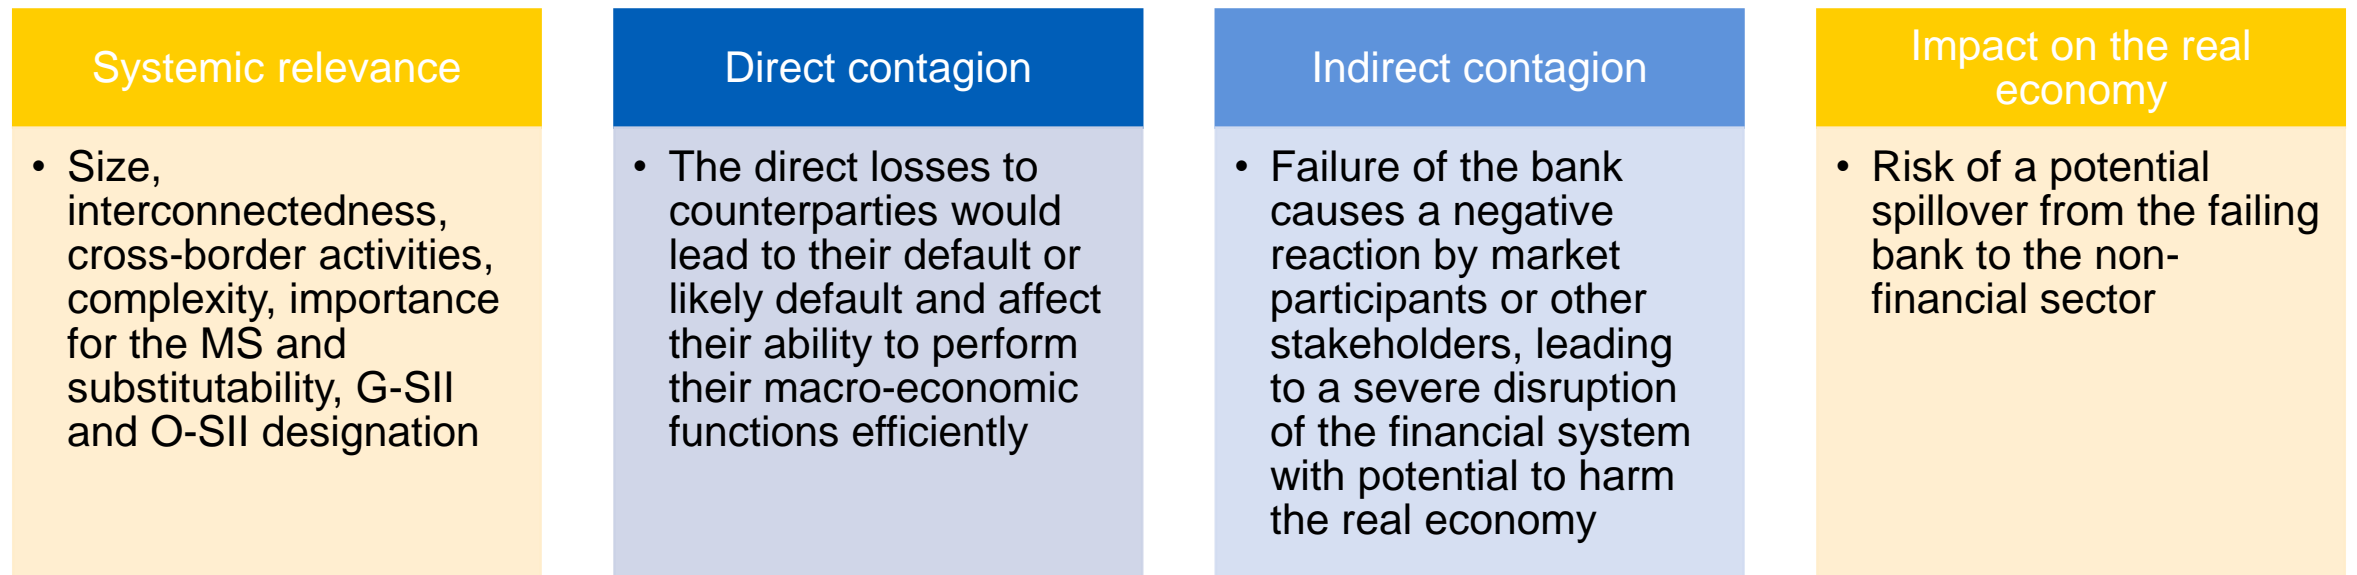 Systemic relevance
• Size,
interconnectedness,
cross-border activities,
complexity, importance
for the MS and
substitutability, G-SII
and O-SII designation
Direct contagion
• The direct losses to
counterparties would
lead to their default or
likely default and affect
their ability to perform
their macro-economic
functions efficiently
Indirect contagion
• Failure of the bank
causes a negative
reaction by market
participants or other
stakeholders, leading
to a severe disruption
of the financial system
with potential to harm
the real economy
Impact on the real
economy
• Risk of a potential
spillover from the failing
bank to the non-
financial sector